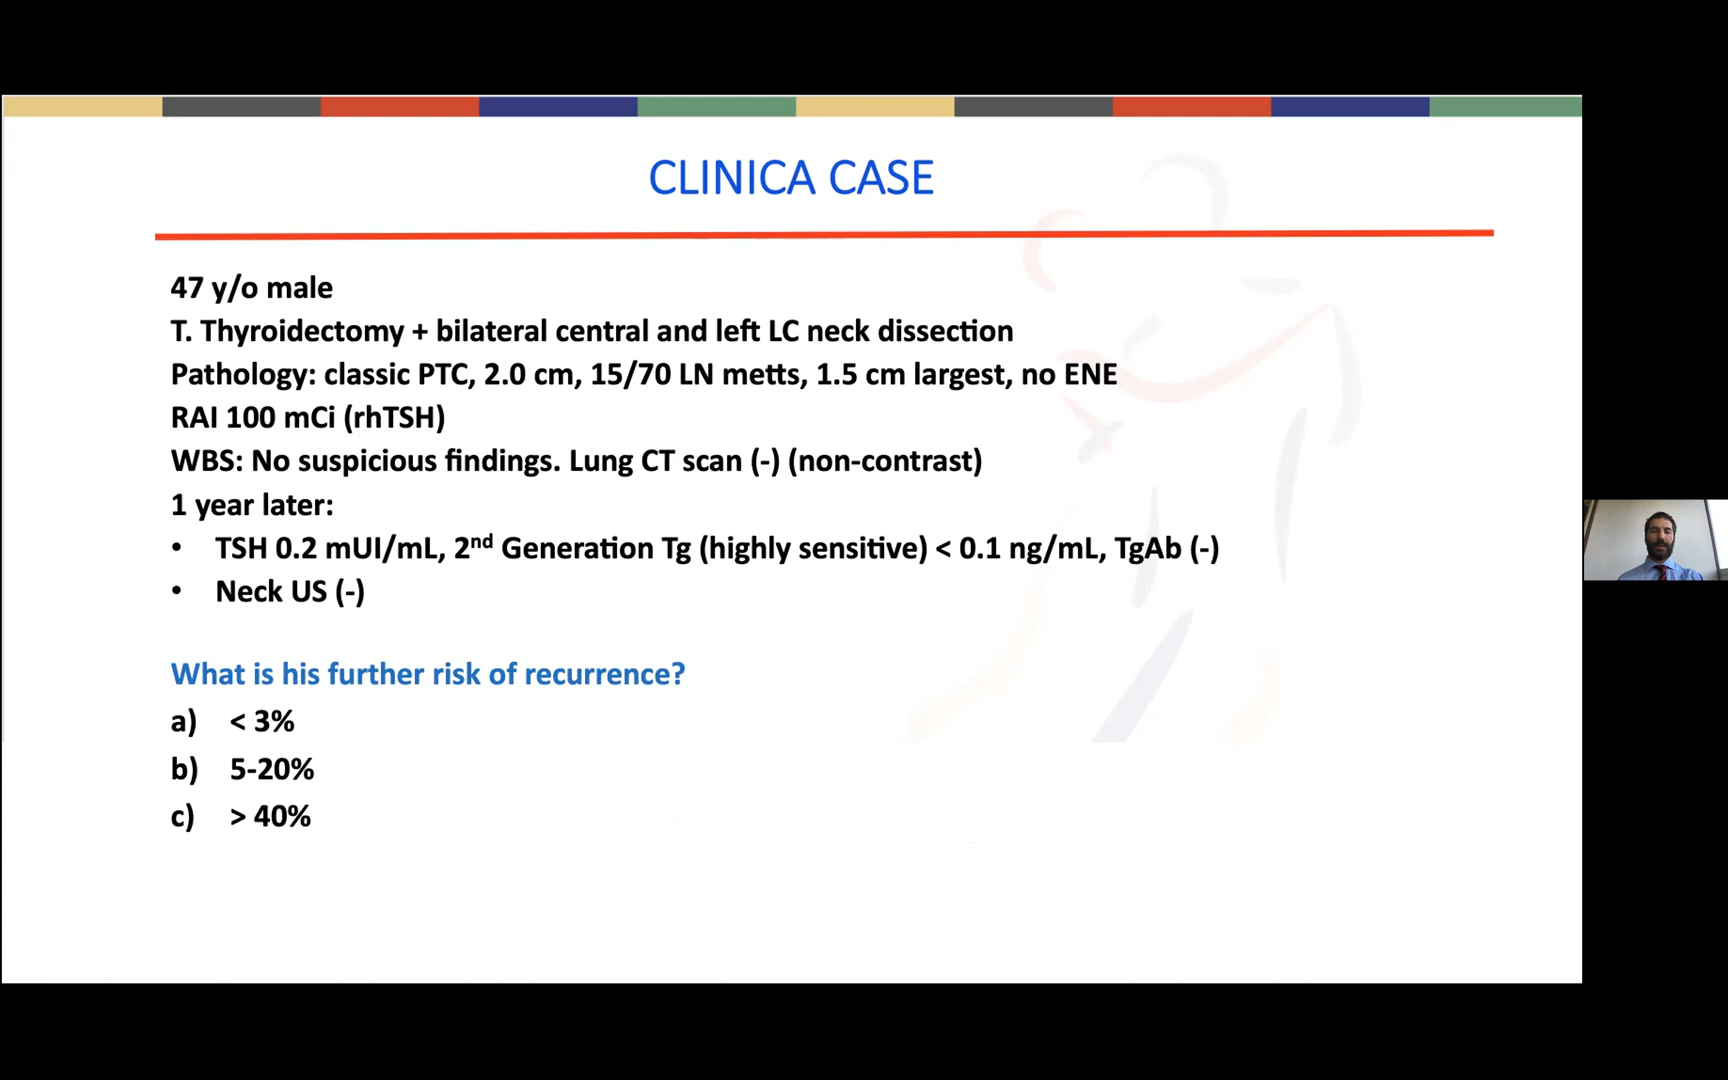 CLINICA CASE
47 y/o male
T. Thyroidectomy + bilateral central and left LC neck dissection
Pathology: classic PTC, 2.0 cm, 15/70 LN metts, 1.5 cm largest, no ENE
RAI 100 mCi (rhTSH)
WBS: No suspicious findings. Lung CT scan (-) (non-contrast)
1 year later:
• TSH 0.2 mUI/mL, 2nd Generation Tg (highly sensitive) < 0.1 ng/mL, TgAb (-)
• Neck US (-)
What is his further risk of recurrence?
a) < 3%
b) 5-20%
c) > 40%